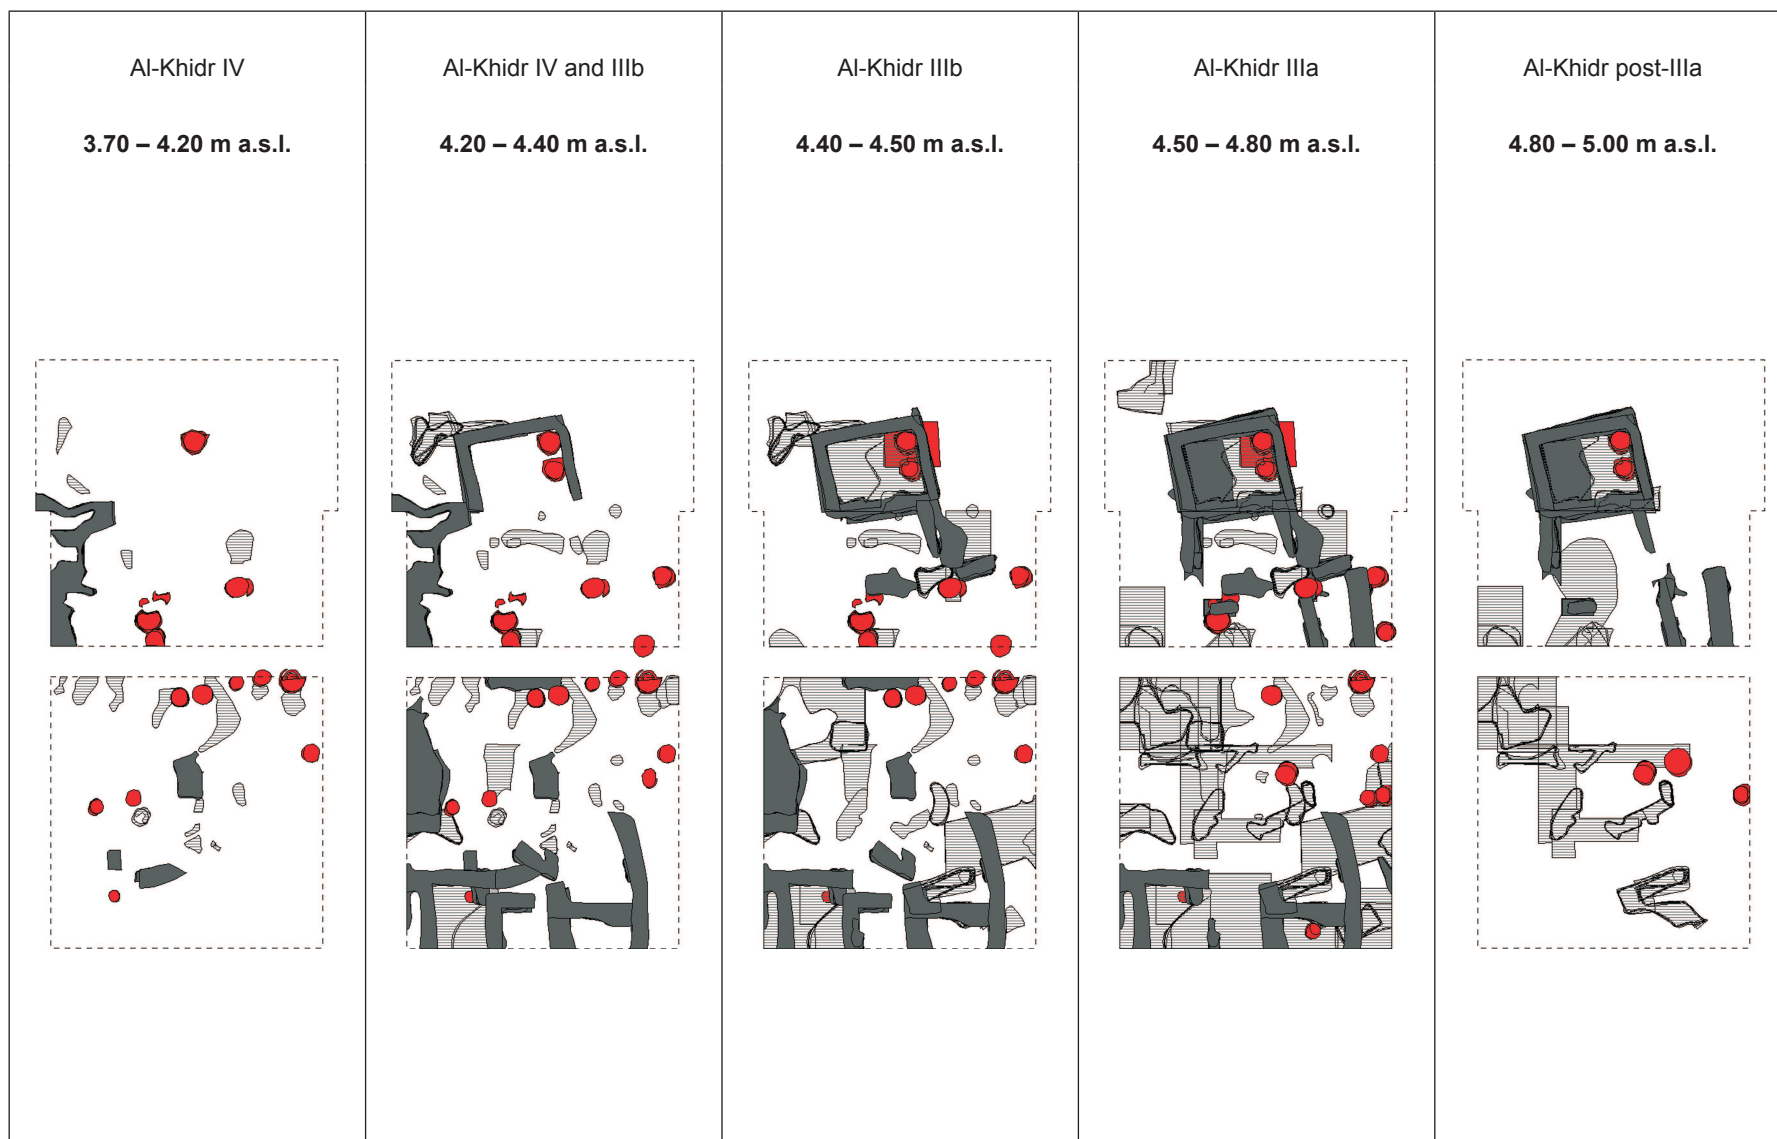 Al-Khidr IV
3.70 – 4.20 m a.s.l.
Al-Khidr IV and IIIb
4.20 – 4.40 m a.s.l.
Al-Khidr IIIb
4.40 – 4.50 m a.s.l.
Al-Khidr IIIa
4.50 – 4.80 m a.s.l.
Al-Khidr post-IIIa
4.80 – 5.00 m a.s.l.